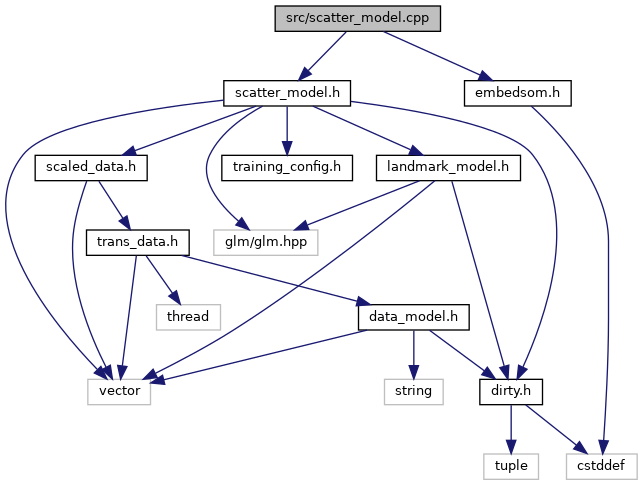 src/scatter_model.cpp
scatter_model.h
embedsom.h
scaled_data.h
training_config.h
landmark_model.h
trans_data.h
glm/glm.hpp
thread
data_model.h
vector
string
dirty.h
tuple
cstddef